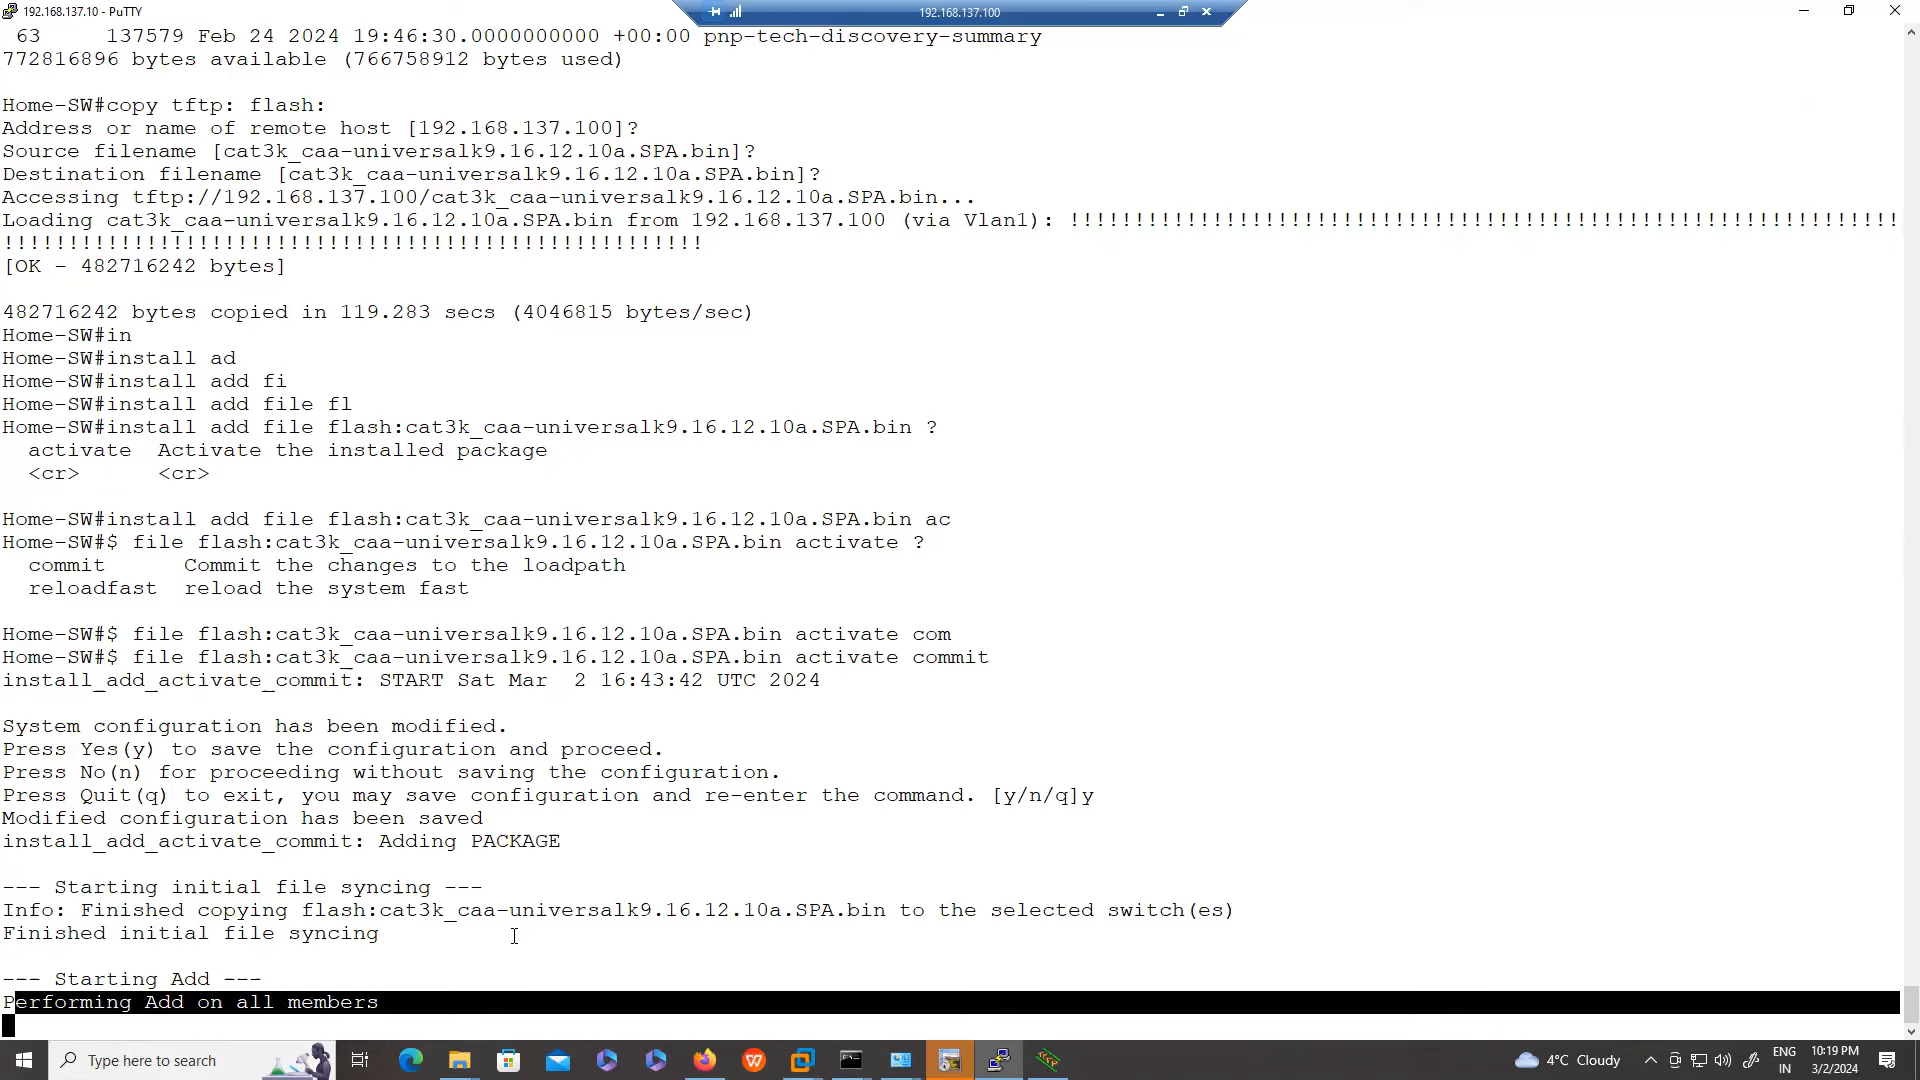 192.168.137.10 - PuTTY
192.168.137.100
63     137579 Feb 24 2024 19:46:30.0000000000 +00:00 pnp-tech-discovery-summary
772816896 bytes available (766758912 bytes used)
Home-SW#copy tftp: flash:
Address or name of remote host [192.168.137.100]?
Source filename [cat3k_caa-universalk9.16.12.10a.SPA.bin]?
Destination filename [cat3k_caa-universalk9.16.12.10a.SPA.bin]?
Accessing tftp://192.168.137.100/cat3k_caa-universalk9.16.12.10a.SPA.bin...
Loading cat3k_caa-universalk9.16.12.10a.SPA.bin from 192.168.137.100 (via Vlan1): !!!!!!!!!!!!!!!!!!!!!!!!!!!!!!!!!!!!!!!!!!!!!!!!!!!!!!!!!!!!!!!!
!!!!!!!!!!!!!!!!!!!!!!!!!!!!!!!!!!!!!!!!!!!!!!!!!!!!!!
[OK - 482716242 bytes]
482716242 bytes copied in 119.283 secs (4046815 bytes/sec)
Home-SW#in
Home-SW#install ad
Home-SW#install add fi
Home-SW#install add file fl
Home-SW#install add file flash:cat3k_caa-universalk9.16.12.10a.SPA.bin ?
activate  Activate the installed package
<cr>      <cr>
Home-SW#install add file flash:cat3k_caa-universalk9.16.12.10a.SPA.bin ac
Home-SW#$ file flash:cat3k_caa-universalk9.16.12.10a.SPA.bin activate ?
commit      Commit the changes to the loadpath
reloadfast  reload the system fast
Home-SW#$ file flash:cat3k_caa-universalk9.16.12.10a.SPA.bin activate com
Home-SW#$ file flash:cat3k_caa-universalk9.16.12.10a.SPA.bin activate commit
install_add_activate_commit: START Sat Mar  2 16:43:42 UTC 2024
System configuration has been modified.
Press Yes(y) to save the configuration and proceed.
Press No(n) for proceeding without saving the configuration.
Press Quit(q) to exit, you may save configuration and re-enter the command. [y/n/q]y
Modified configuration has been saved
install_add_activate_commit: Adding PACKAGE
--- Starting initial file syncing ---
Info: Finished copying flash:cat3k_caa-universalk9.16.12.10a.SPA.bin to the selected switch(es)
Finished initial file syncing
--- Starting Add ---
Performing Add on all members
Type here to search
4°C Cloudy
ENG
IN
10:19 PM
3/2/2024